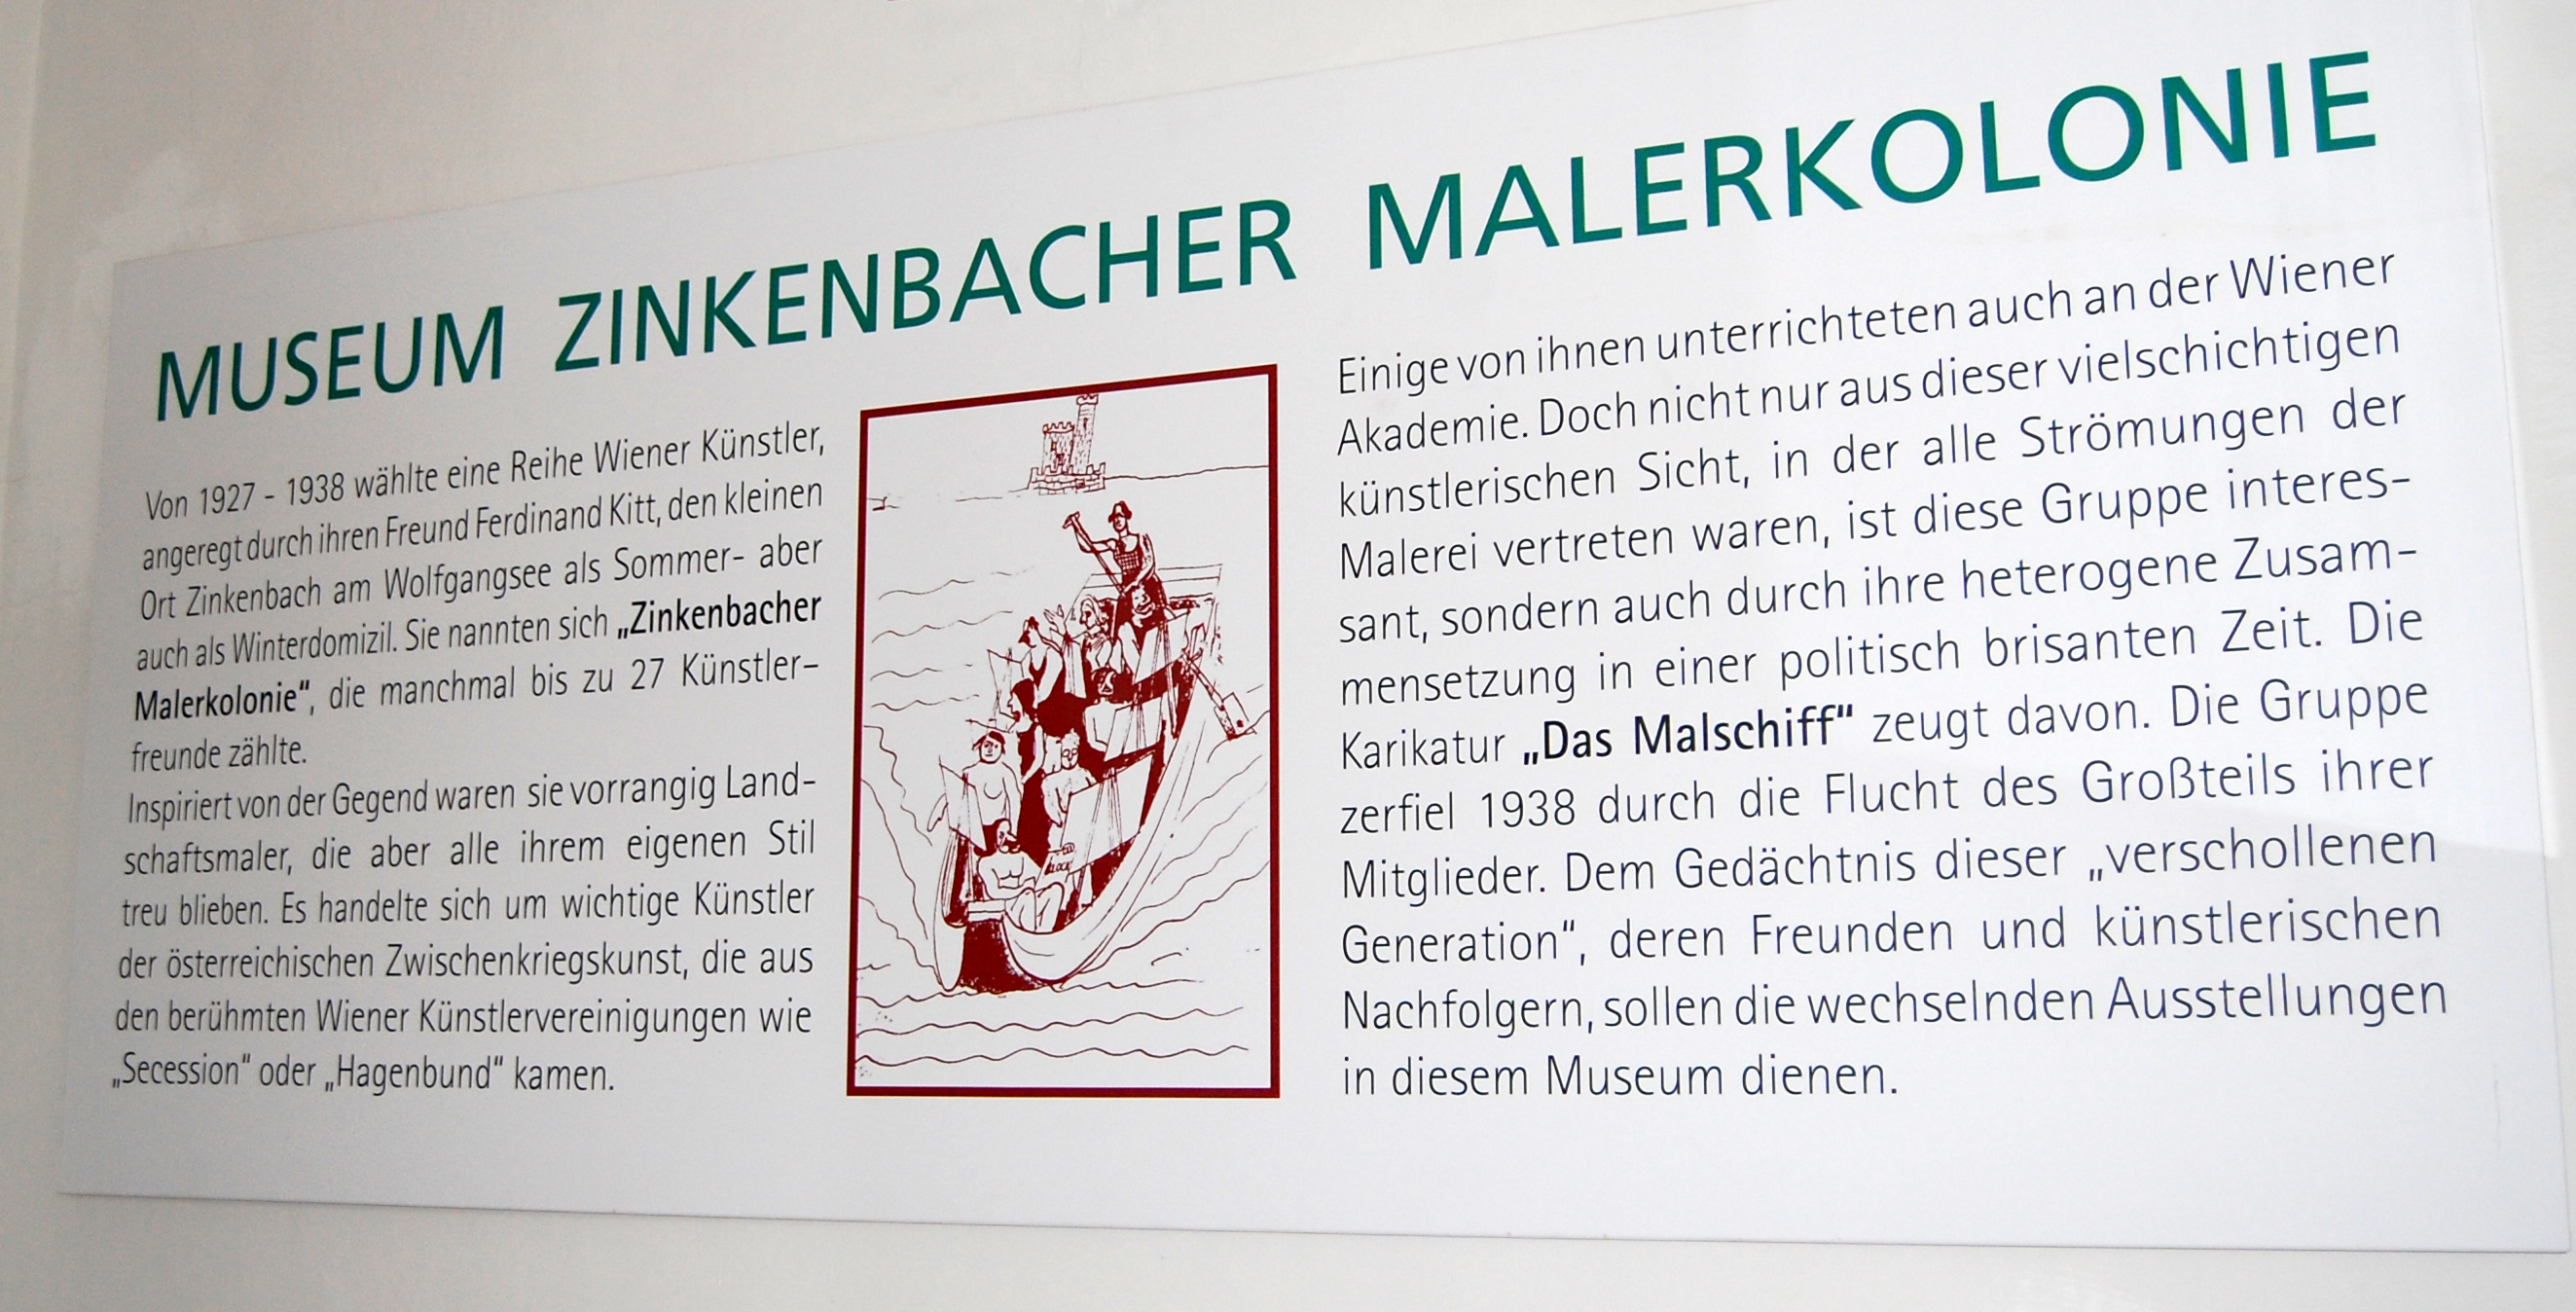 MUSEUM ZINKENBACHER MALERKOLONIE
Von 1927 - 1938 wählte eine Reihe Wiener Künstler,
angeregt durch ihren Freund Ferdinand Kitt, den kleinen
Ort Zinkenbach am Wolfgangsee als Sommer- aber
auch als Winterdomizil. Sie nannten sich „Zinkenbacher
Malerkolonie“, die manchmal bis zu 27 Künstler-
freunde zählte.
Inspiriert von der Gegend waren sie vorrangig Land-
schaftsmaler, die aber alle ihrem eigenen Stil
treu blieben. Es handelte sich um wichtige Künstler
der österreichischen Zwischenkriegskunst, die aus
den berühmten Wiener Künstlervereinigungen wie
„Secession“ oder „Hagenbund“ kamen.
Einige von ihnen unterrichteten auch an der Wiener
Akademie. Doch nicht nur aus dieser vielschichtigen
künstlerischen Sicht, in der alle Strömungen der
Malerei vertreten waren, ist diese Gruppe interes-
sant, sondern auch durch ihre heterogene Zusam-
mensetzung in einer politisch brisanten Zeit. Die
Karikatur „Das Malschiff“ zeugt davon. Die Gruppe
zerfiel 1938 durch die Flucht des Großteils ihrer
Mitglieder. Dem Gedächtnis dieser „verschollenen
Generation“, deren Freunden und künstlerischen
Nachfolgern, sollen die wechselnden Ausstellungen
in diesem Museum dienen.